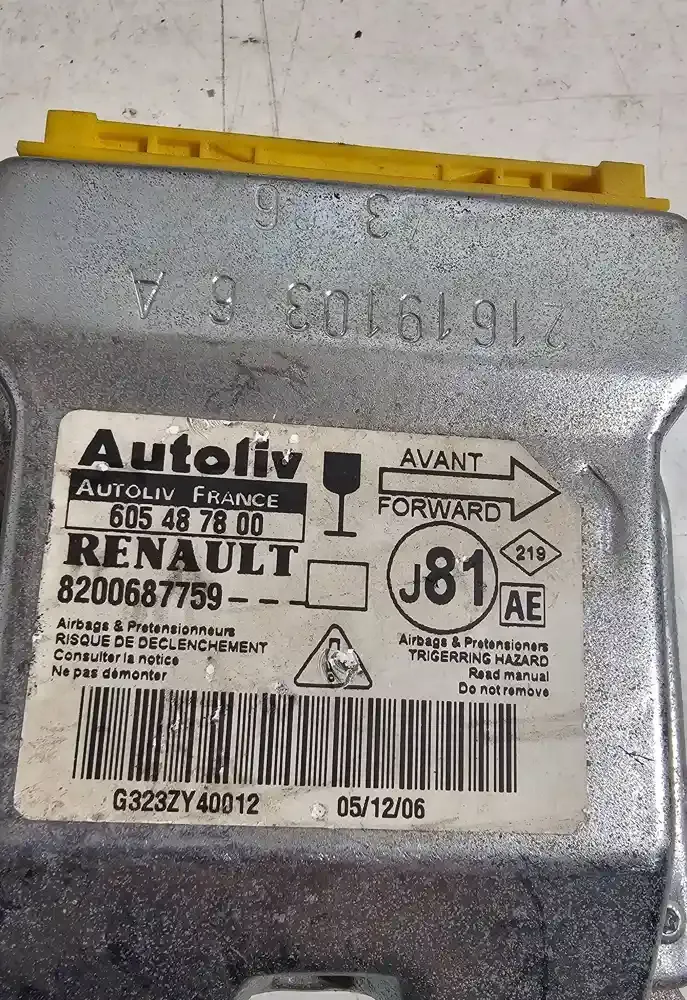 3 6
21619103 6 A
Autoliv
AUTOLIV FRANCE
605 48 78 00
RENAULT
8200687759---
Airbags & Pretensionneurs
RISQUE DE DECLENCHEMENT
Consulter la notice
Ne pas démonter
AVANT
FORWARD
J81
219
AE
Airbags & Pretensioners
TRIGERRING HAZARD
Read manual
Do not remove
G323ZY40012 05/12/06